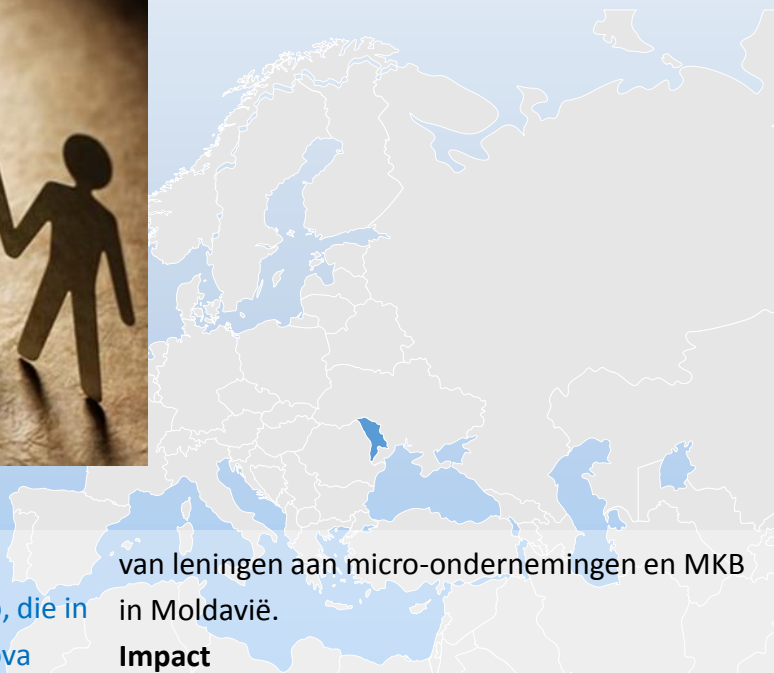 , die in
van leningen aan micro-ondernemingen en MKB
in Moldavië.
Impact